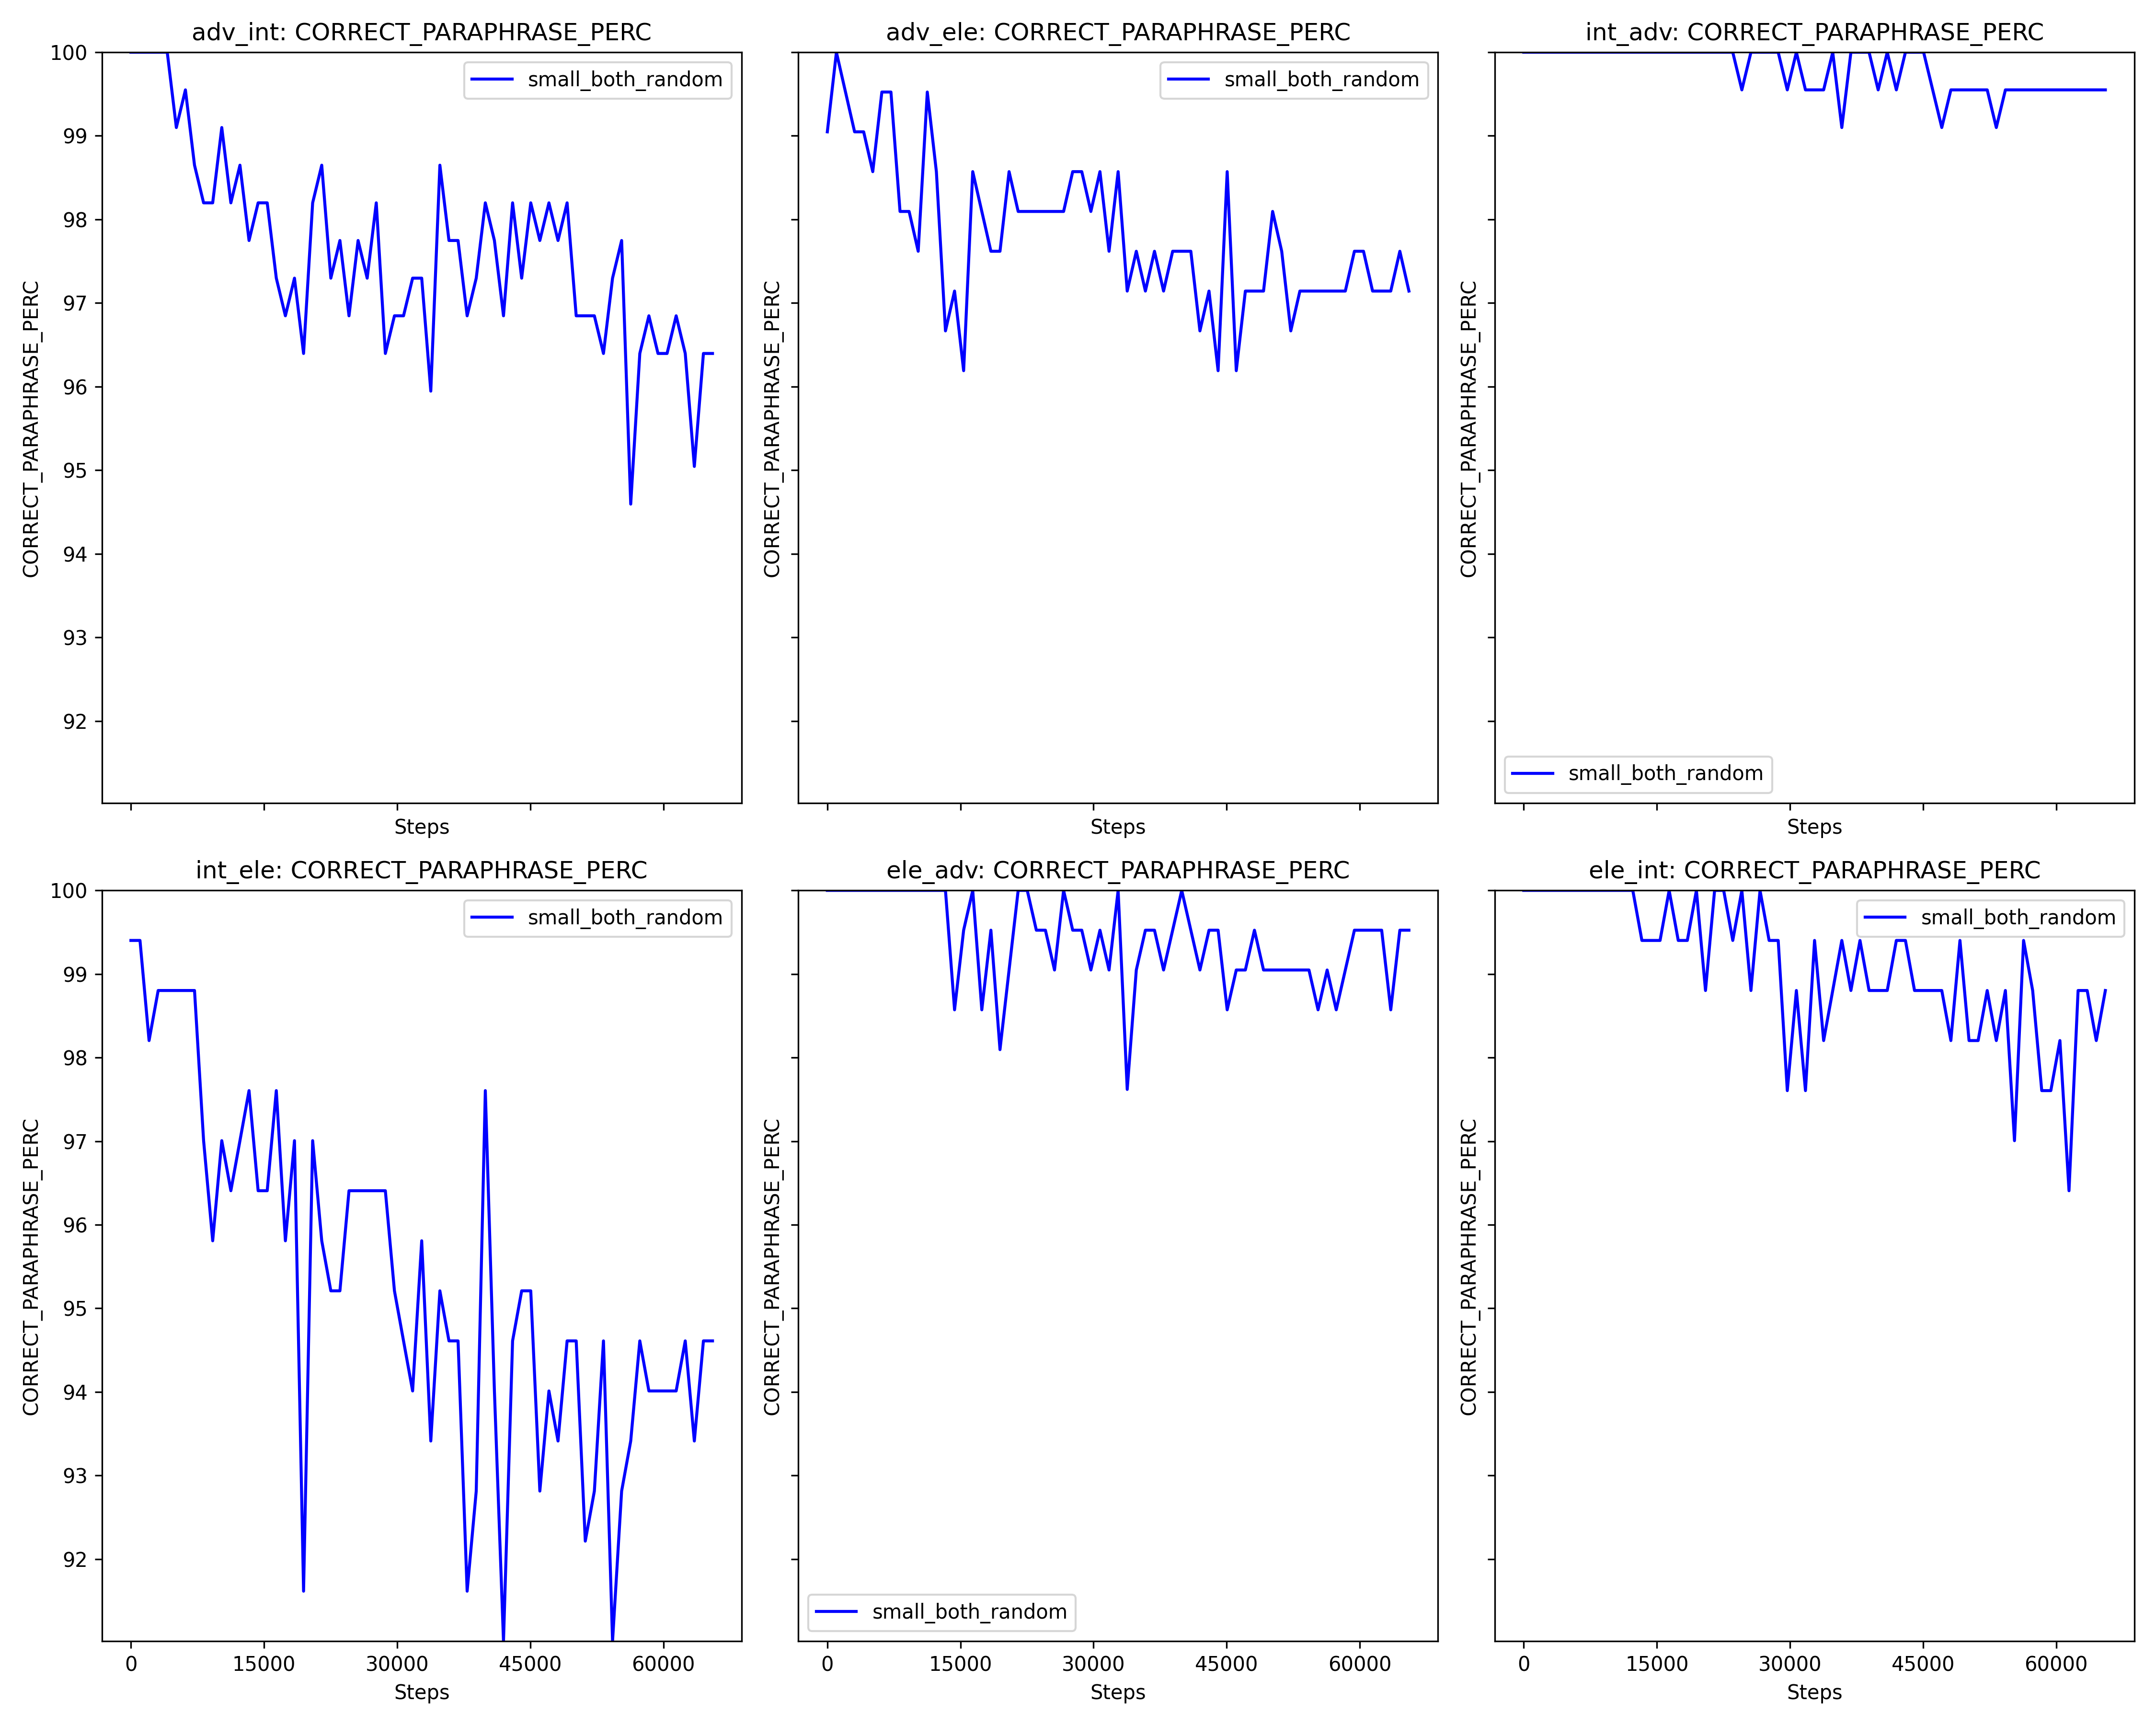 adv_int: CORRECT_PARAPHRASE_PERC
adv_ele: CORRECT_PARAPHRASE_PERC
int_adv: CORRECT_PARAPHRASE_PERC
100
99
98
97
96
95
94
93
92
CORRECT_PARAPHRASE_PERC
CORRECT_PARAPHRASE_PERC
CORRECT_PARAPHRASE_PERC
small_both_random
small_both_random
small_both_random
Steps
Steps
Steps
int_ele: CORRECT_PARAPHRASE_PERC
ele_adv: CORRECT_PARAPHRASE_PERC
ele_int: CORRECT_PARAPHRASE_PERC
100
99
98
97
96
95
94
93
92
CORRECT_PARAPHRASE_PERC
CORRECT_PARAPHRASE_PERC
CORRECT_PARAPHRASE_PERC
small_both_random
small_both_random
small_both_random
0 15000 30000 45000 60000
0 15000 30000 45000 60000
0 15000 30000 45000 60000
Steps
Steps
Steps